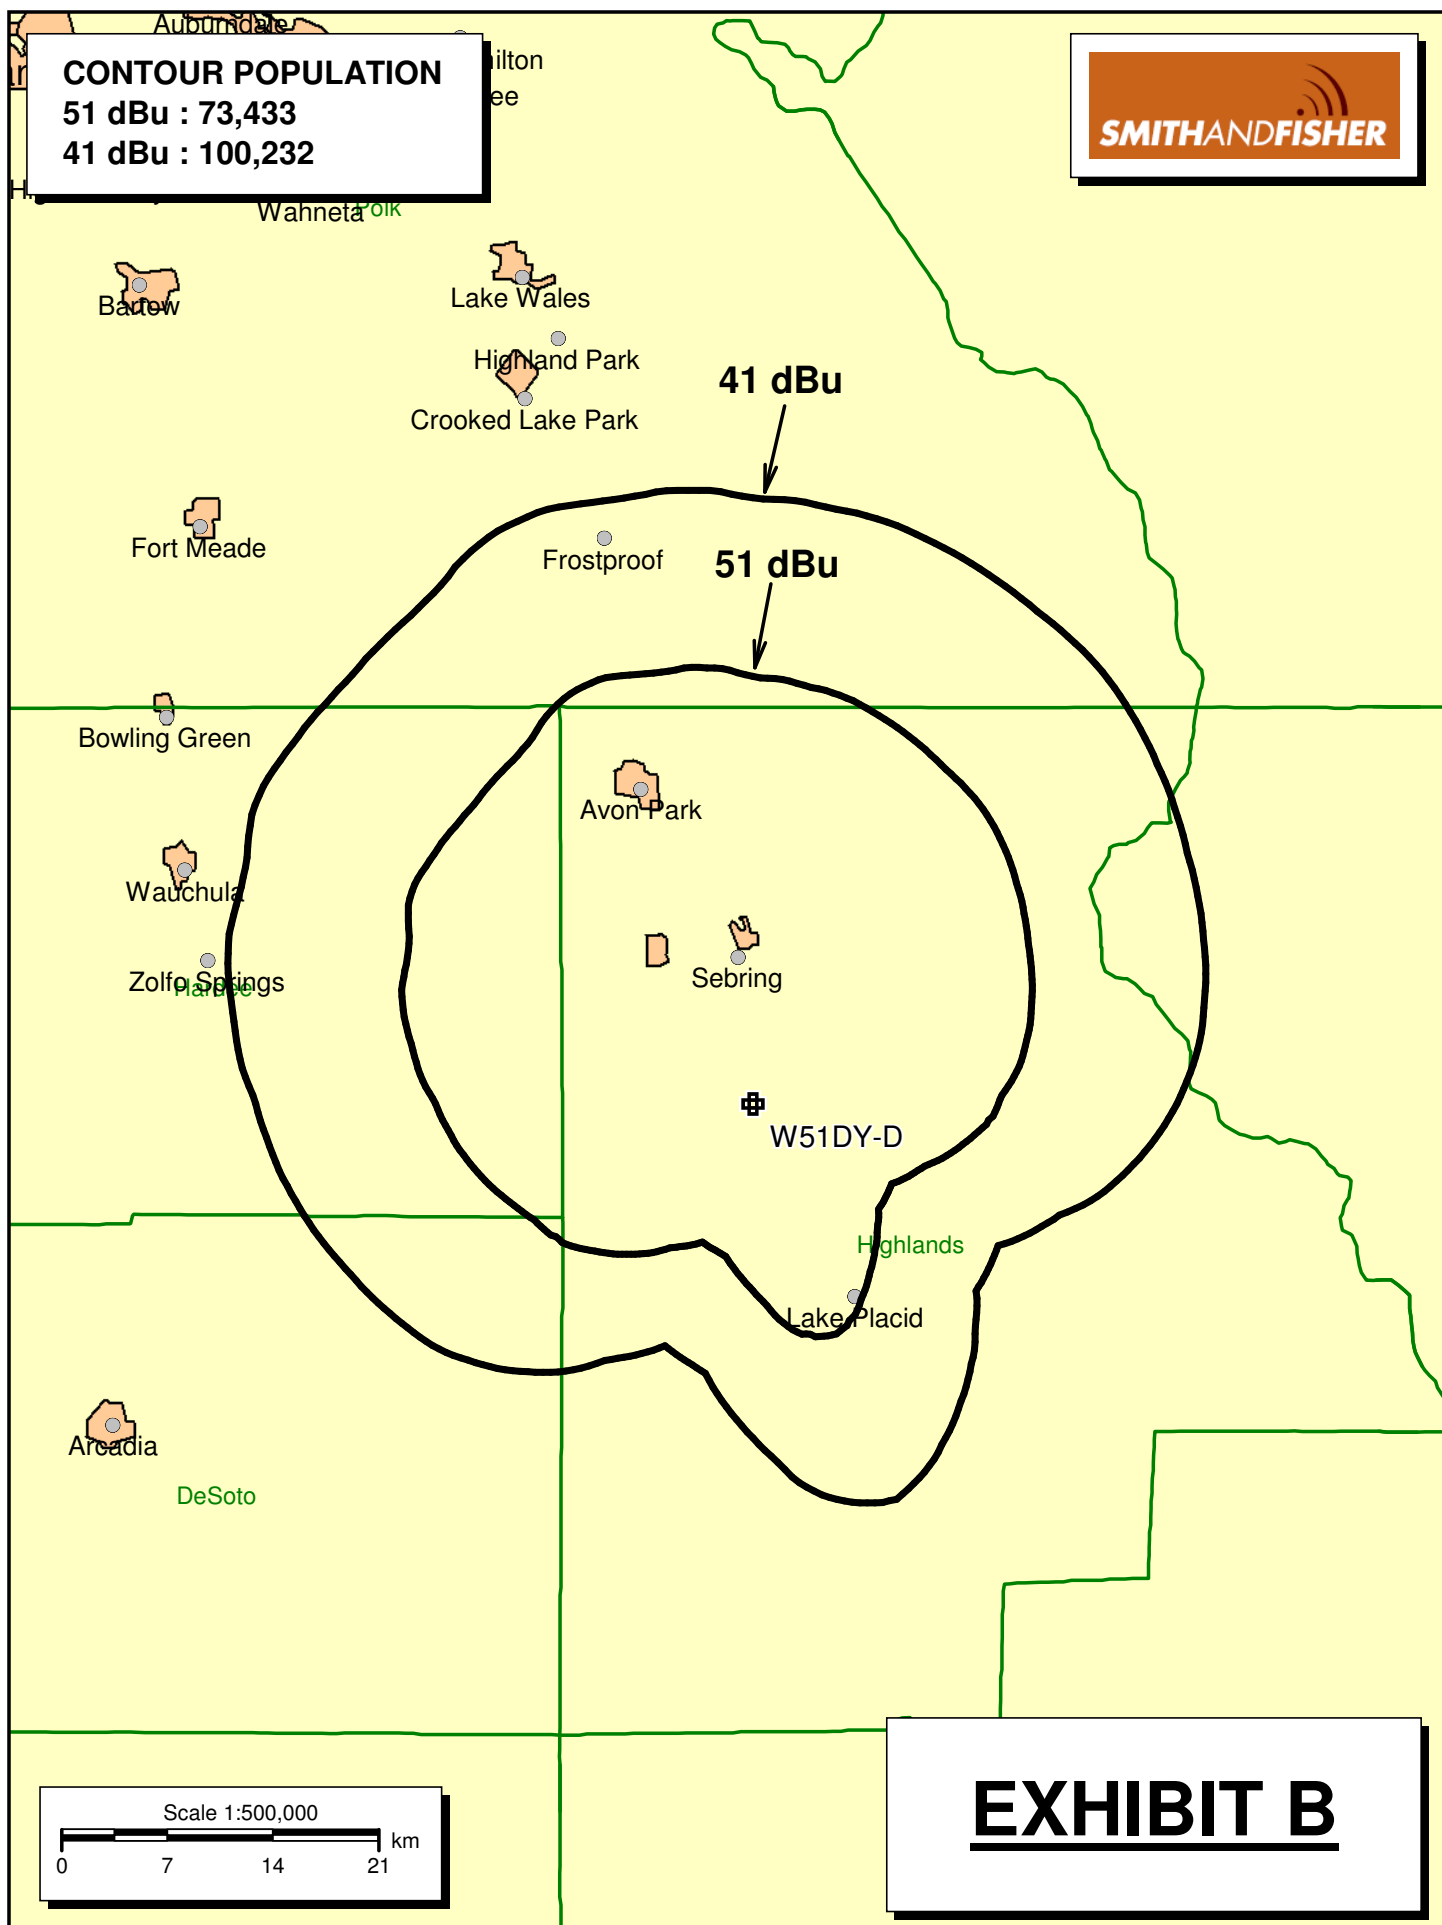 Auburndale
CONTOUR POPULATION
51 dBu : 73,433
41 dBu : 100,232
SMITHANDFISHER
Wahneta
Polk
Bartow
Lake Wales
Highland Park
Crooked Lake Park
41 dBu
Fort Meade
Frostproof
51 dBu
Bowling Green
Avon Park
Wauchula
Zolfo Springs
Hardee
Sebring
W51DY-D
Highlands
Lake Placid
Arcadia
DeSoto
EXHIBIT B
Scale 1:500,000
km
0 7 14 21